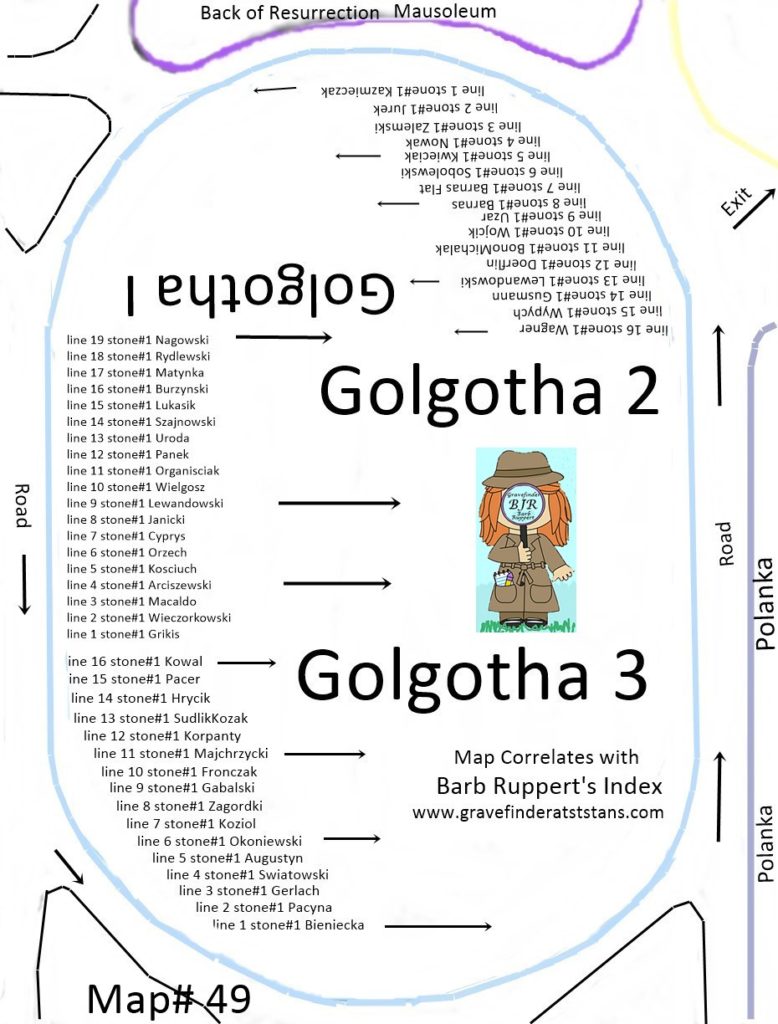 Back of Resurrection Mausoleum
line 1 stone#1 Kazmieczak
line 2 stone#1 Jurek
line 3 stone#1 Zalemski
line 4 stone#1 Nowak
line 5 stone#1 Kwieciak
line 6 stone#1 Sobolewski
line 7 stone#1 Barnas Flat
line 8 stone#1 Barnas
line 9 stone#1 Uzar
line 10 stone#1 Wojcik
line 11 stone#1 BonoMichalak
line 12 stone#1 Doerflin
line 13 stone#1 Lewandowski
line 14 stone#1 Gusmann
line 15 stone#1 Wypych
line 16 stone#1 Wagner
Exit
Golgotha I
line 19 stone#1 Nagowski
line 18 stone#1 Rydlewski
line 17 stone#1 Matynka
line 16 stone#1 Burzynski
line 15 stone#1 Lukasik
line 14 stone#1 Szajnowski
line 13 stone#1 Uroda
line 12 stone#1 Panek
line 11 stone#1 Organisciak
line 10 stone#1 Wielgosz
line 9 stone#1 Lewandowski
line 8 stone#1 Janicki
line 7 stone#1 Cyprys
line 6 stone#1 Orzech
line 5 stone#1 Kosciuch
line 4 stone#1 Arciszewski
line 3 stone#1 Macaldo
line 2 stone#1 Wieczorkowski
line 1 stone#1 Grikis
Golgotha 2
Gravefinder
BJR
Barb
Ruppert
Road
Road
Polanka
Golgotha 3
ine 16 stone#1 Kowal
ine 15 stone#1 Pacer
line 14 stone#1 Hrycik
line 13 stone#1 SudlikKozak
line 12 stone#1 Korpanty
line 11 stone#1 Majchrzycki
line 10 stone#1 Fronczak
line 9 stone#1 Gabalski
line 8 stone#1 Zagordki
line 7 stone#1 Koziol
line 6 stone#1 Okoniewski
line 5 stone#1 Augustyn
line 4 stone#1 Swiatowski
line 3 stone#1 Gerlach
line 2 stone#1 Pacyna
line 1 stone#1 Bieniecka
Map Correlates with
Barb Ruppert's Index
www.gravefinderatststans.com
Polanka
Map# 49